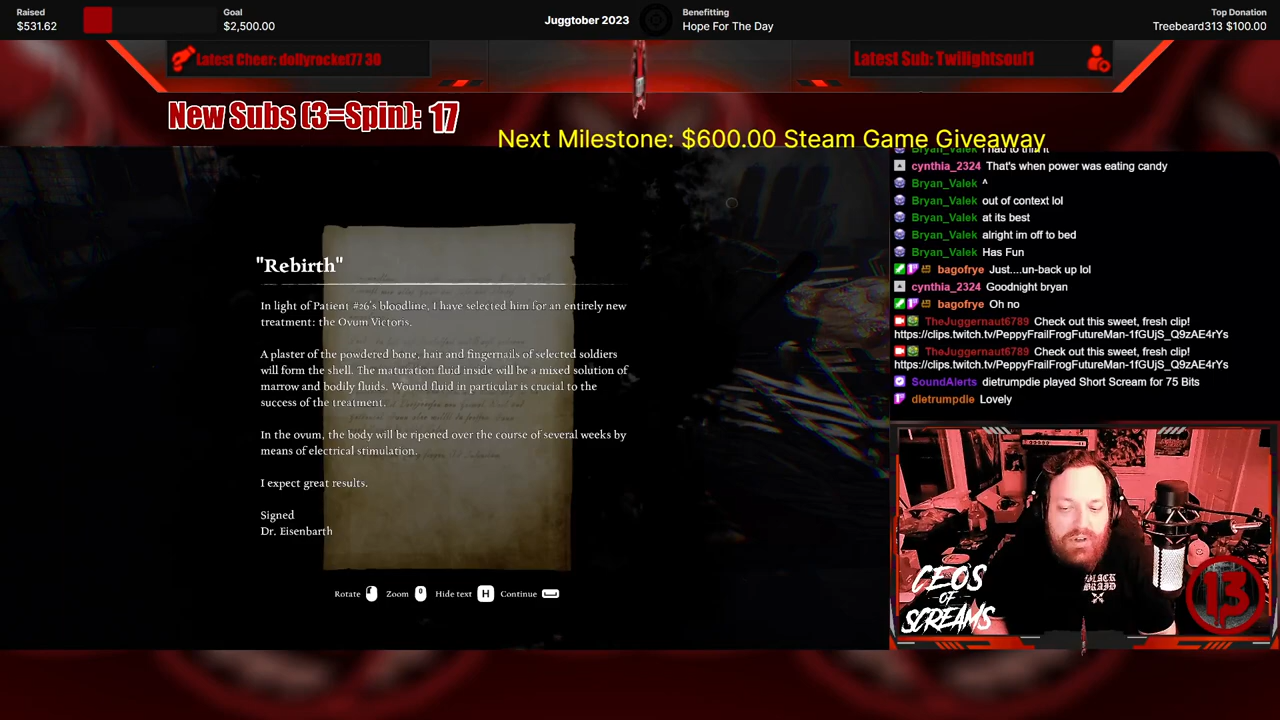 Raised
$531.62
Goal
$2,500.00
Juggtober 2023
Benefitting
Hope For The Day
Top Donation
Treebeard313 $100.00
Latest Cheer: dollyrocket77 30
Latest Sub: Twilightsoul1
New Subs (3=Spin): 17
Next Milestone: $600.00 Steam Game Giveaway
Bryan_Valek I had to thin it
cynthia_2324 That's when power was eating candy
Bryan_Valek ^
Bryan_Valek out of context lol
Bryan_Valek at its best
Bryan_Valek alright im off to bed
Bryan_Valek Has Fun
bagofrye Just....un-back up lol
cynthia_2324 Goodnight bryan
bagofrye Oh no
TheJuggernaut6789 Check out this sweet, fresh clip!
https://clips.twitch.tv/PeppyFrailFrogFutureMan-1fGUjS_Q9zAE4rYs
TheJuggernaut6789 Check out this sweet, fresh clip!
https://clips.twitch.tv/PeppyFrailFrogFutureMan-1fGUjS_Q9zAE4rYs
SoundAlerts dietrumpdie played Short Scream for 75 Bits
dietrumpdie Lovely
"Rebirth"
In light of Patient #26's bloodline, I have selected him for an entirely new
treatment: the Ovum Victoris.
A plaster of the powdered bone, hair and fingernails of selected soldiers
will form the shell. The maturation fluid inside will be a mixed solution of
marrow and bodily fluids. Wound fluid in particular is crucial to the
success of the treatment.
In the ovum, the body will be ripened over the course of several weeks by
means of electrical stimulation.
I expect great results.
Signed
Dr. Eisenbarth
Rotate Zoom Hide text H Continue
CEOS
OF
SCREAMS
BLACK
BRAID
13